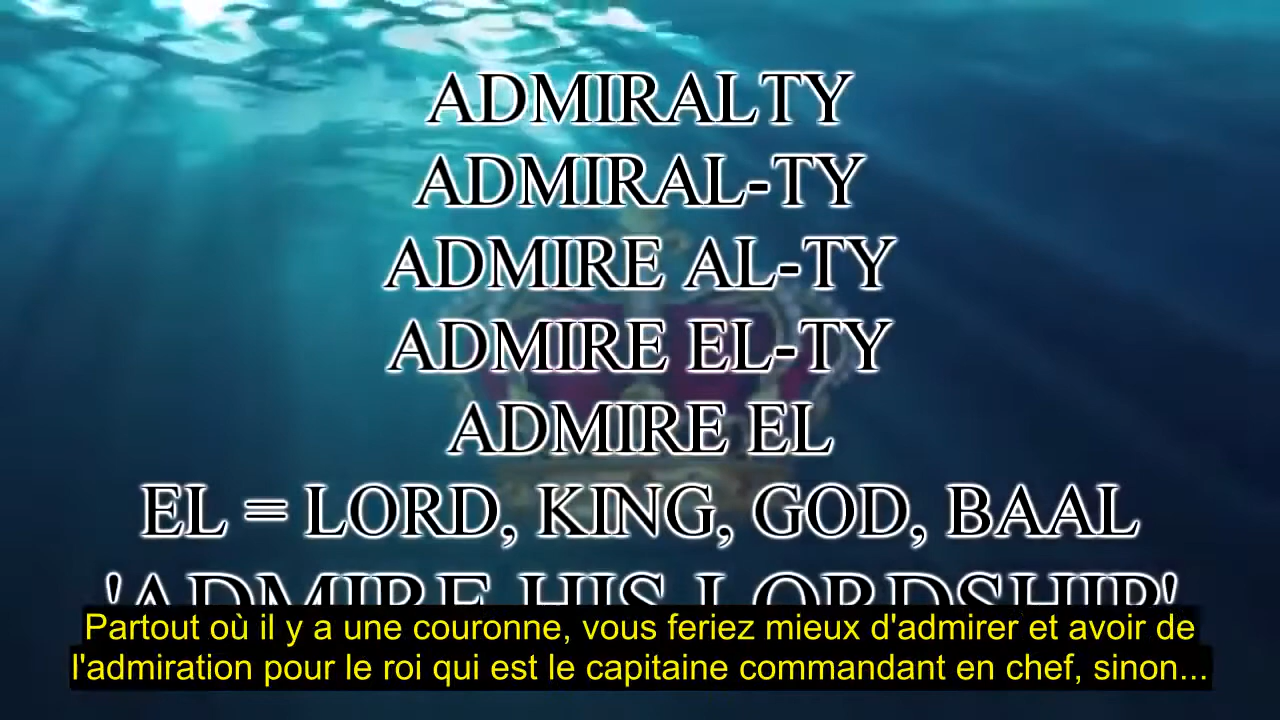 ADMIRALTY
ADMIRAL-TY
ADMIRE AL-TY
ADMIRE EL-TY
ADMIRE EL
EL = LORD, KING, GOD, BAAL
'ADMIRE HIS LORDSHIP'
Partout où il y a une couronne, vous feriez mieux d'admirer et avoir de
l'admiration pour le roi qui est le capitaine commandant en chef, sinon...